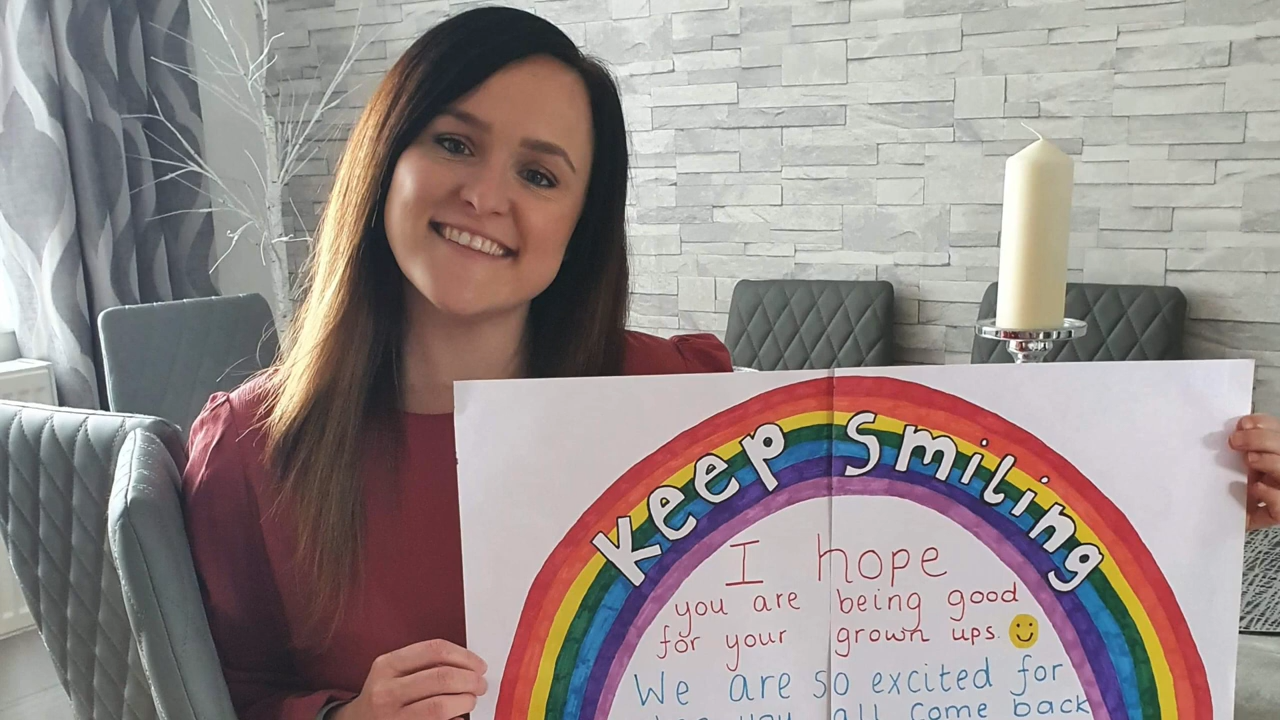 Keep Smiling
I hope
you are being good
for your grown ups.
We are so excited for
you all come back